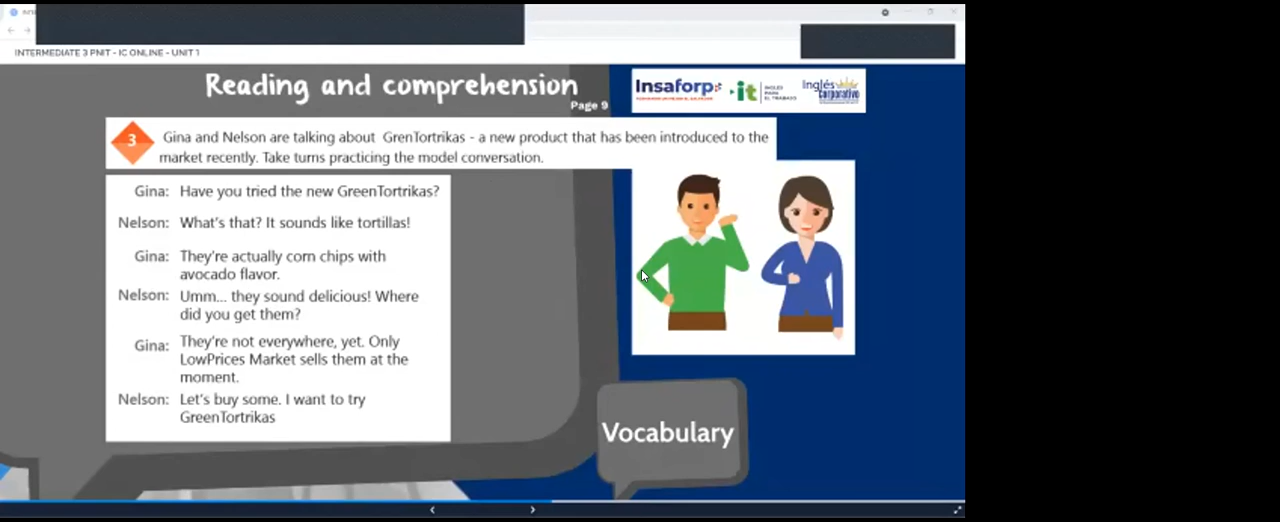 INTERMEDIATE 3 PNIT - IC ONLINE - UNIT 1
Reading and comprehension
Page 9
Insaforp
it
INGLÉS
PARA
EL TRABAJO
Inglés
corporativo
3
Gina and Nelson are talking about GrenTortrikas - a new product that has been introduced to the
market recently. Take turns practicing the model conversation.
Gina: Have you tried the new GreenTortrikas?
Nelson: What's that? It sounds like tortillas!
Gina: They're actually corn chips with
avocado flavor.
Nelson: Umm... they sound delicious! Where
did you get them?
Gina: They're not everywhere, yet. Only
LowPrices Market sells them at the
moment.
Nelson: Let's buy some. I want to try
GreenTortrikas
Vocabulary